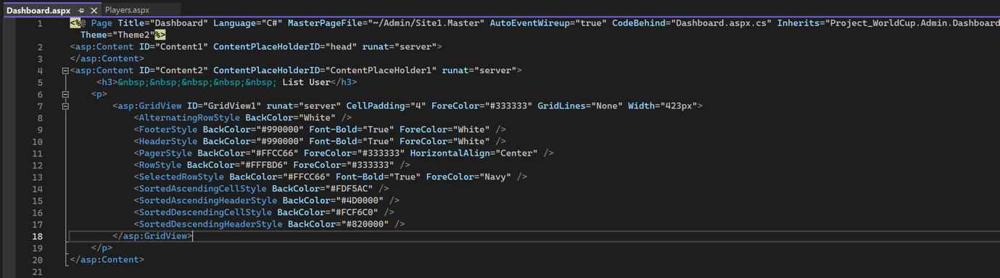 Dashboard.aspx Players.aspx
1 <%@ Page Title="Dashboard" Language="C#" MasterPageFile="~/Admin/Site1.Master" AutoEventWireup="true" CodeBehind="Dashboard.aspx.cs" Inherits="Project_WorldCup.Admin.Dashboard
Theme="Theme2"%>
2 <asp:Content ID="Content1" ContentPlaceHolderID="head" runat="server">
3 </asp:Content>
4 <asp:Content ID="Content2" ContentPlaceHolderID="ContentPlaceHolder1" runat="server">
5 <h3>&nbsp;&nbsp;&nbsp;&nbsp;&nbsp; List User</h3>
6 <p>
7 <asp:GridView ID="GridView1" runat="server" CellPadding="4" ForeColor="#333333" GridLines="None" Width="423px">
8 <AlternatingRowStyle BackColor="White" />
9 <FooterStyle BackColor="#990000" Font-Bold="True" ForeColor="White" />
10 <HeaderStyle BackColor="#990000" Font-Bold="True" ForeColor="White" />
11 <PagerStyle BackColor="#FFCC66" ForeColor="#333333" HorizontalAlign="Center" />
12 <RowStyle BackColor="#FFFBD6" ForeColor="#333333" />
13 <SelectedRowStyle BackColor="#FFCC66" Font-Bold="True" ForeColor="Navy" />
14 <SortedAscendingCellStyle BackColor="#FDF5AC" />
15 <SortedAscendingHeaderStyle BackColor="#4D0000" />
16 <SortedDescendingCellStyle BackColor="#FCF6C0" />
17 <SortedDescendingHeaderStyle BackColor="#820000" />
18 </asp:GridView>
19 </p>
20 </asp:Content>
21